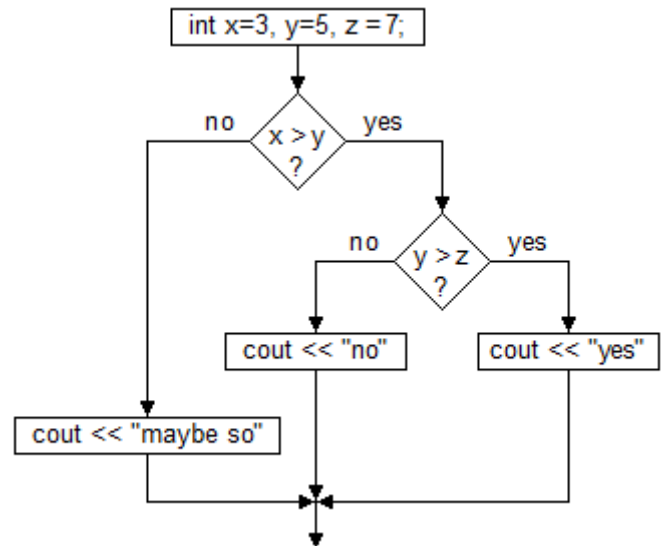 int x=3, y=5, z =7;
no
x > y
?
yes
no
y > z
?
yes
cout << "no"
cout << "yes"
cout << "maybe so"